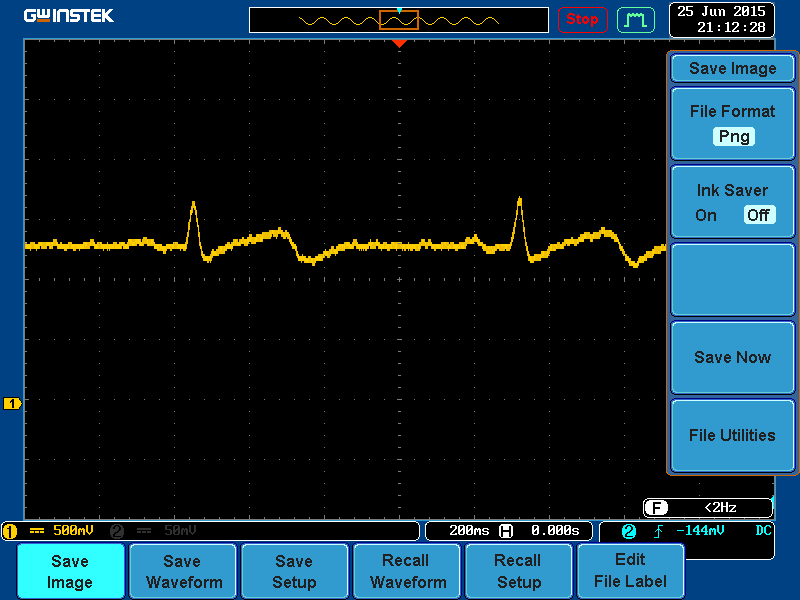 GWINSTEK
Stop
25 Jun 2015
21:12:28
Save Image
File Format
Png
Ink Saver
On Off
Save Now
File Utilities
1
F <2Hz
1 500mV 2 50mV
200ms H 0.000s
2 -144mV DC
Save
Image
Save
Waveform
Save
Setup
Recall
Waveform
Recall
Setup
Edit
File Label